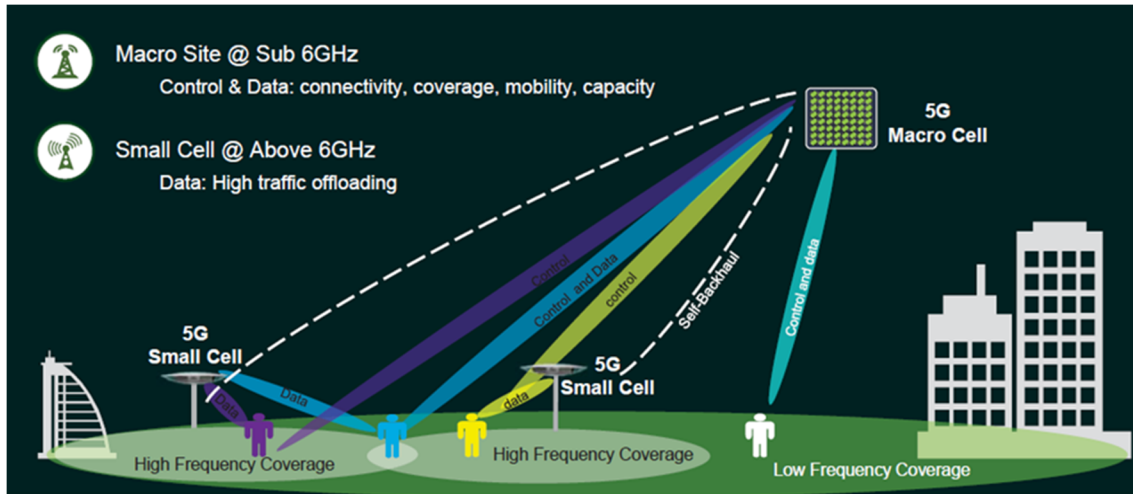 Macro Site @ Sub 6GHz
Control & Data: connectivity, coverage, mobility, capacity
Small Cell @ Above 6GHz
Data: High traffic offloading
5G
Macro Cell
Control
Control and Data
control
Self-Backhaul
Control and data
5G
Small Cell
5G
Small Cell
Data
Data
data
High Frequency Coverage
High Frequency Coverage
Low Frequency Coverage